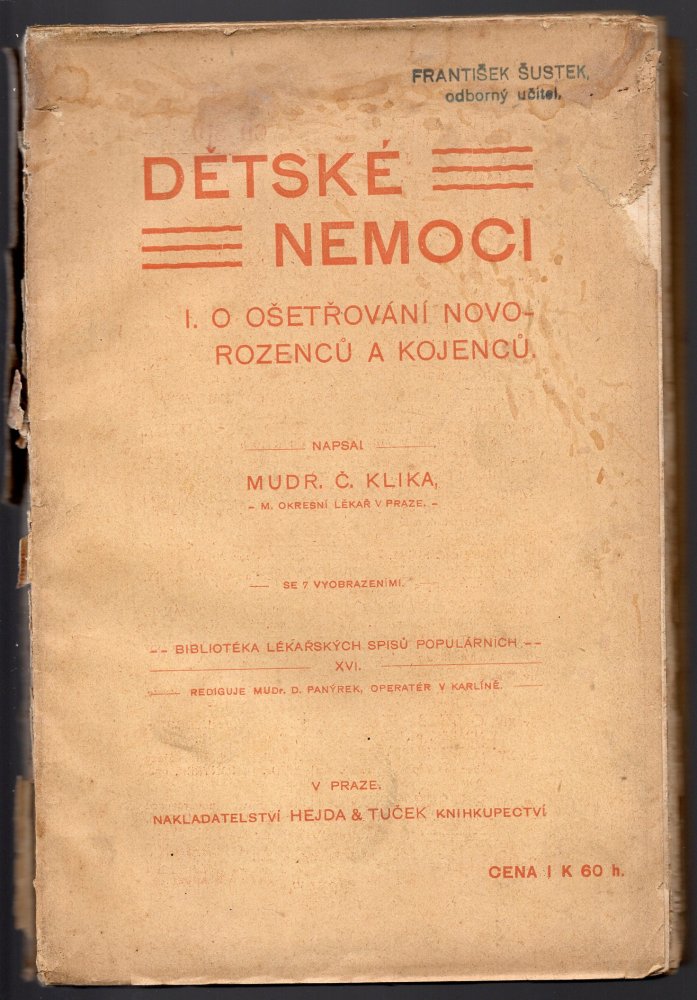 FRANTIŠEK ŠUSTEK,
odborný učitel.
DĚTSKÉ
NEMOCI
I. O OŠETŘOVÁNÍ NOVO-
ROZENCŮ A KOJENCŮ.
NAPSAL
MUDR. Č. KLIKA,
- M. OKRESNÍ LÉKAŘ V PRAZE. -
SE 7 VYOBRAZENÍMI.
-- BIBLIOTÉKA LÉKAŘSKÝCH SPISŮ POPULÁRNÍCH --
XVI.
REDIGUJE MUDr. D. PANÝREK, OPERATÉR V KARLÍNĚ.
V PRAZE.
NAKLADATELSTVÍ HEJDA & TUČEK KNIHKUPECTVÍ
CENA 1 K 60 h.